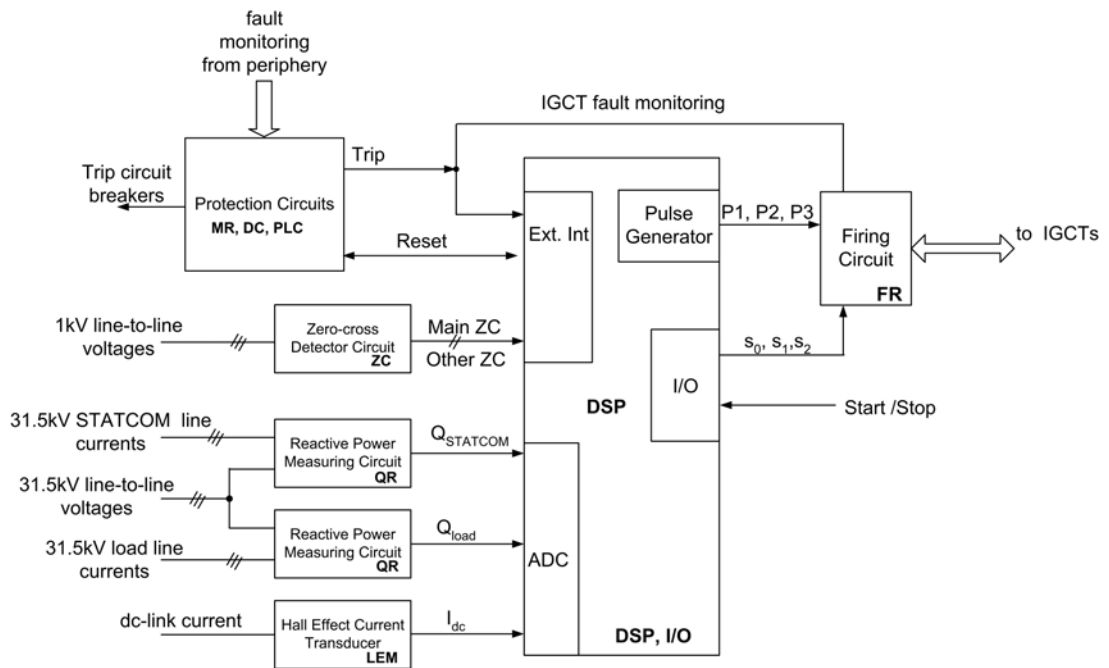 fault
monitoring
from periphery
IGCT fault monitoring
Trip circuit
breakers
Protection Circuits
MR, DC, PLC
Trip
Reset
Ext. Int
Pulse
Generator
P1, P2, P3
Firing
Circuit
FR
to IGCTs
1kV line-to-line
voltages
Zero-cross
Detector Circuit
ZC
Main ZC
Other ZC
s0, s1,s2
I/O
DSP
Start /Stop
31.5kV STATCOM line
currents
Reactive Power
Measuring Circuit
QR
QSTATCOM
31.5kV line-to-line
voltages
31.5kV load line
currents
Reactive Power
Measuring Circuit
QR
Qload
ADC
dc-link current
Hall Effect Current
Transducer
LEM
Idc
DSP, I/O